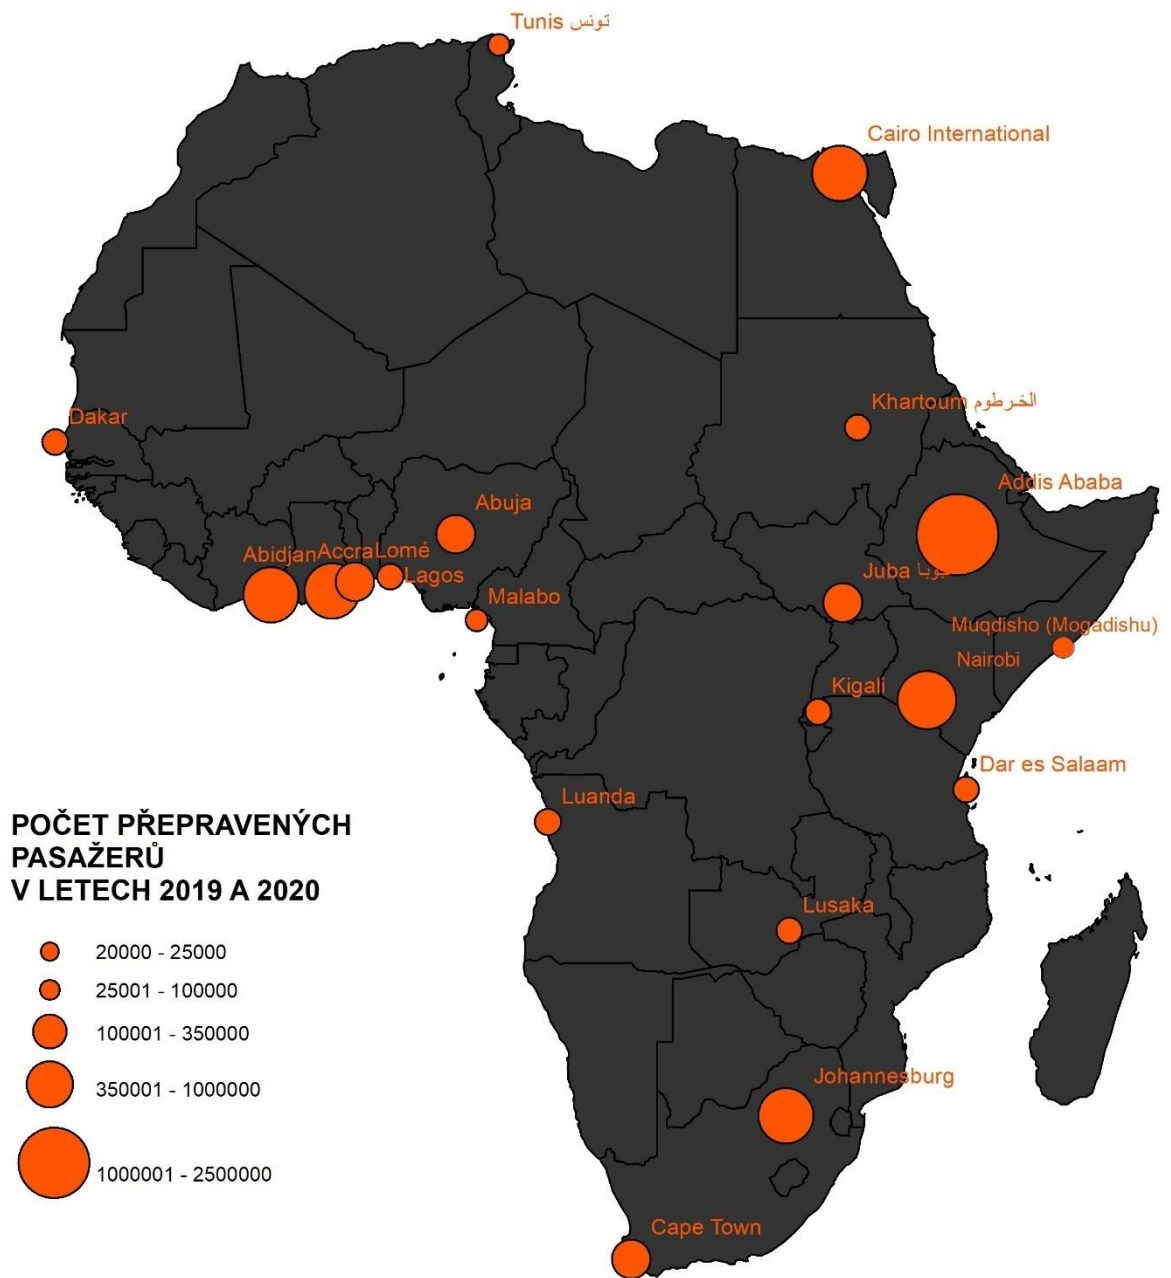 Tunis تونس
Cairo International
Dakar
Khartoum الخرطوم
Addis Ababa
Abuja
Abidjan
Accra
Lomé
Lagos
Juba جوبا
Malabo
Muqdisho (Mogadishu)
Nairobi
Kigali
Dar es Salaam
Luanda
POČET PŘEPRAVENÝCH
PASAŽERŮ
V LETECH 2019 A 2020
Lusaka
20000 - 25000
25001 - 100000
100001 - 350000
350001 - 1000000
1000001 - 2500000
Johannesburg
Cape Town